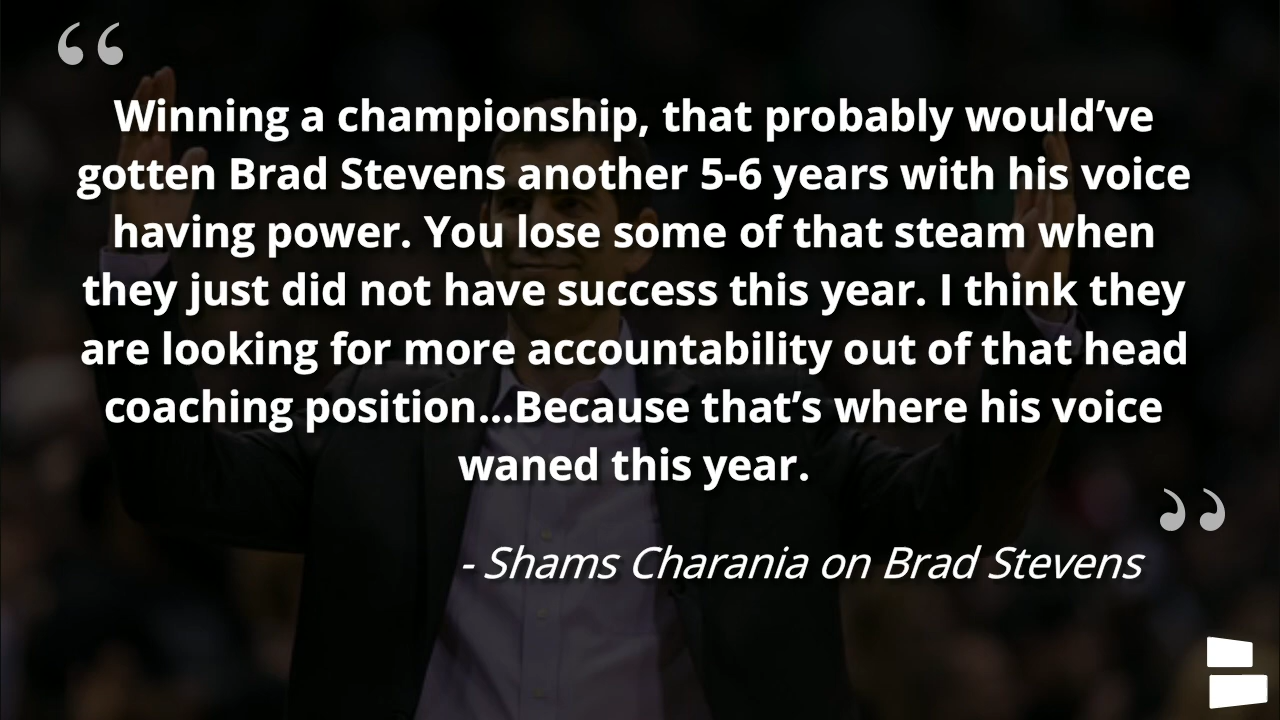 “
Winning a championship, that probably would’ve
gotten Brad Stevens another 5-6 years with his voice
having power. You lose some of that steam when
they just did not have success this year. I think they
are looking for more accountability out of that head
coaching position...Because that’s where his voice
waned this year.
”
- Shams Charania on Brad Stevens